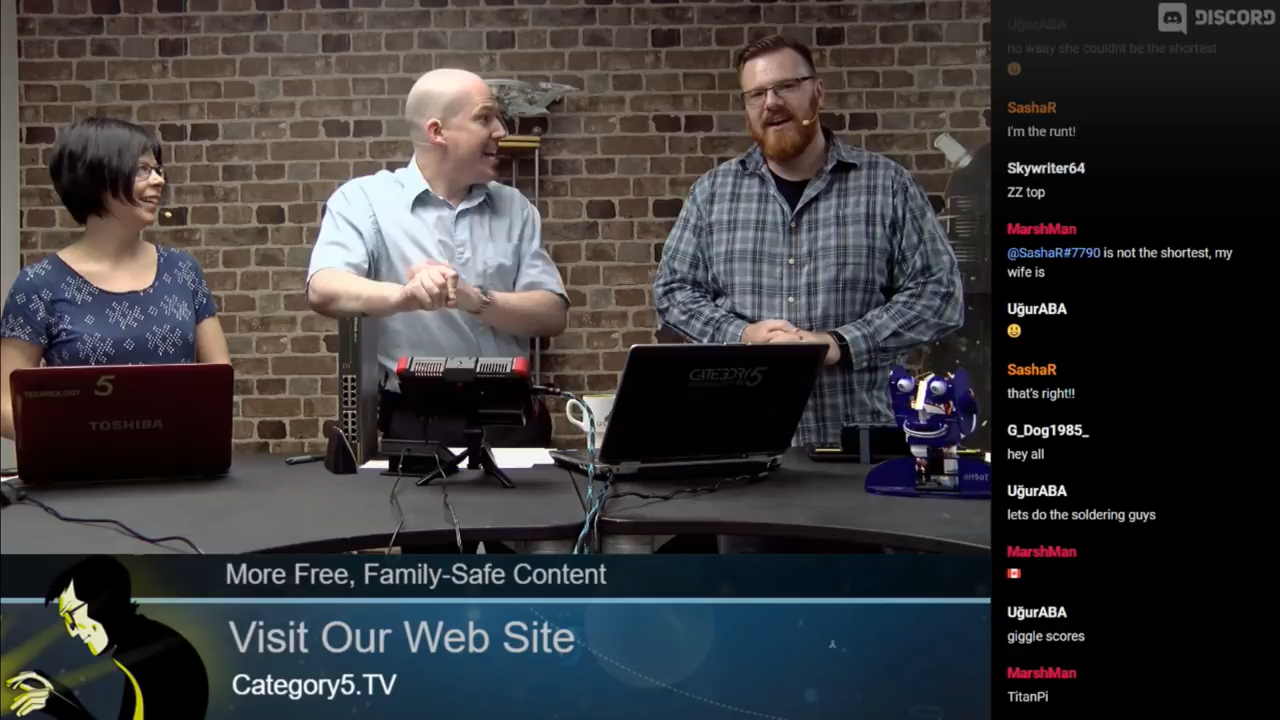 DISCORD
UğurABA
no waay she couldnt be the shortest
SashaR
I'm the runt!
Skywriter64
ZZ top
MarshMan
@SashaR#7790 is not the shortest, my
wife is
UğurABA
SashaR
that's right!!
G_Dog1985_
hey all
UğurABA
lets do the soldering guys
MarshMan
UğurABA
giggle scores
MarshMan
TitanPi
TECHNOLOGY 5
TOSHIBA
CATEGORY5
More Free, Family-Safe Content
Visit Our Web Site
Category5.TV